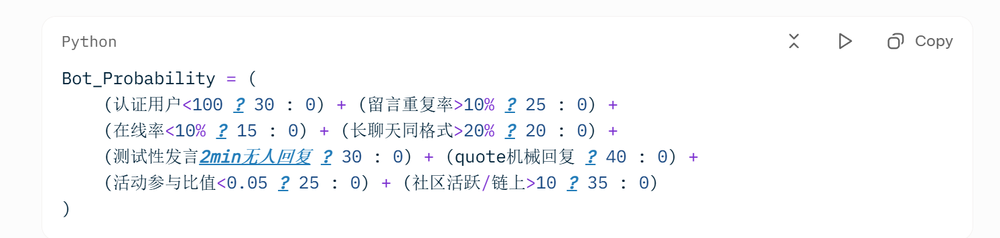 Python
Copy
Bot_Probability = (
(认证用户<100 ? 30 : 0) + (留言重复率>10% ? 25 : 0) +
(在线率<10% ? 15 : 0) + (长聊天同格式>20% ? 20 : 0) +
(测试性发言2min无人回复 ? 30 : 0) + (quote机械回复 ? 40 : 0) +
(活动参与比值<0.05 ? 25 : 0) + (社区活跃/链上>10 ? 35 : 0)
)